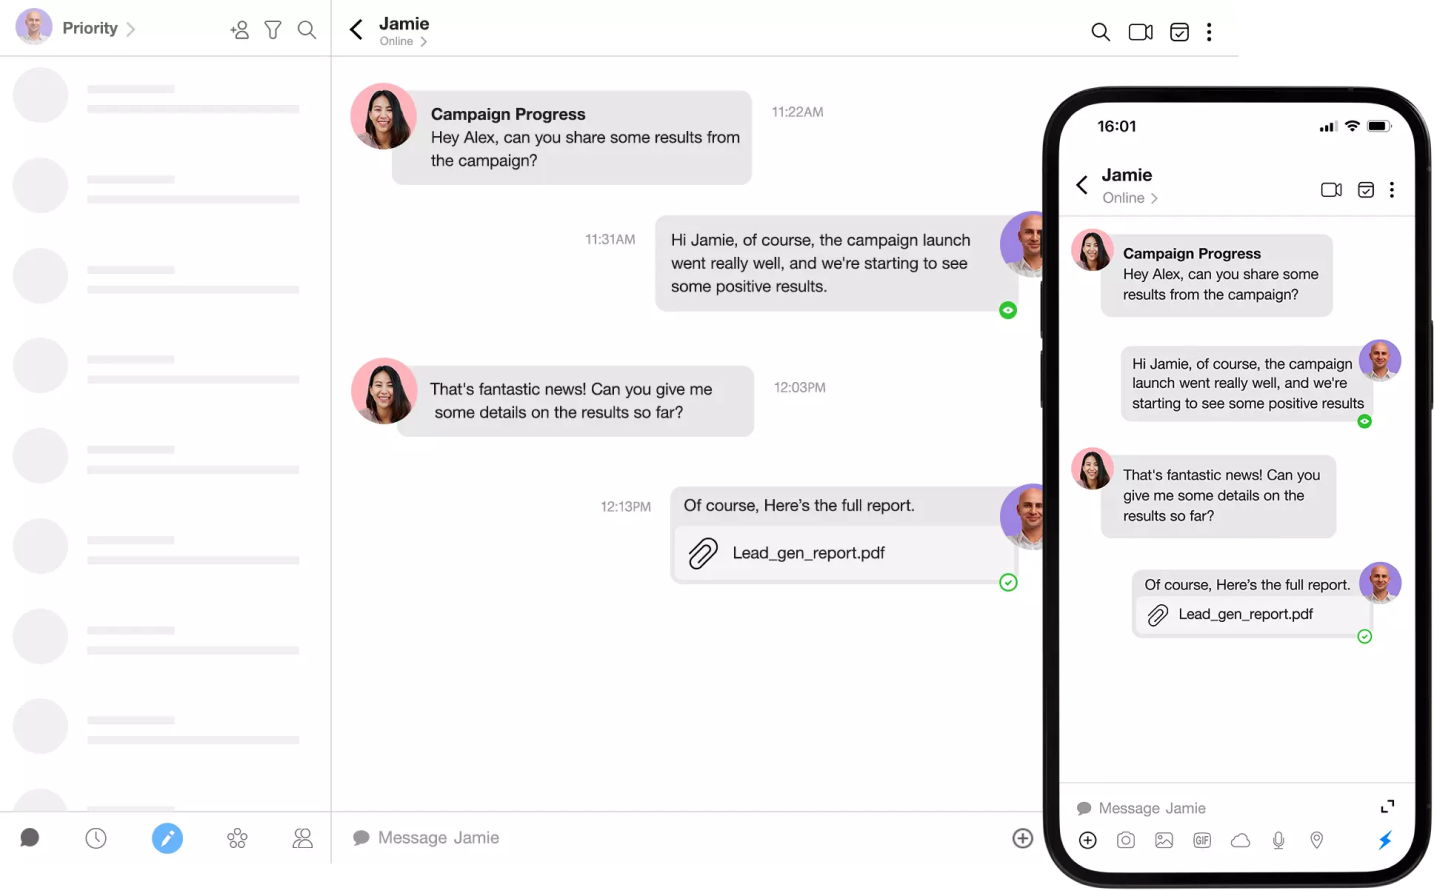 Priority
Jamie
Online
Campaign Progress
Hey Alex, can you share some results from
the campaign?
11:22AM
11:31AM
Hi Jamie, of course, the campaign launch
went really well, and we're starting to see
some positive results.
That's fantastic news! Can you give me
some details on the results so far?
12:03PM
12:13PM
Of course, Here’s the full report.
Lead_gen_report.pdf
Message Jamie
16:01
Jamie
Online
Campaign Progress
Hey Alex, can you share some
results from the campaign?
Hi Jamie, of course, the campaign
launch went really well, and we're
starting to see some positive results
That's fantastic news! Can you
give me some details on the
results so far?
Of course, Here’s the full report.
Lead_gen_report.pdf
Message Jamie
GIF